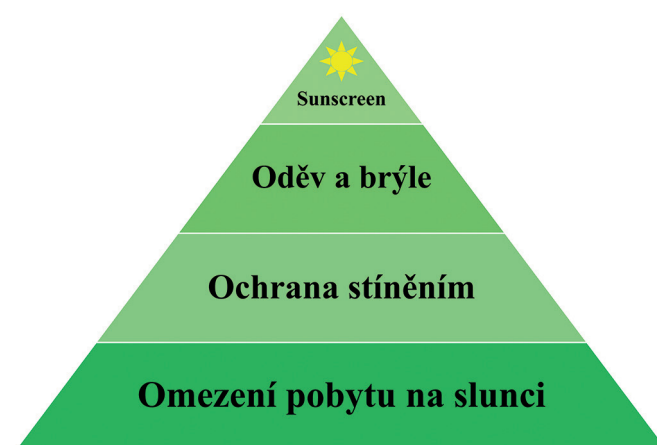 Sunscreen
Oděv a brýle
Ochrana stíněním
Omezení pobytu na slunci